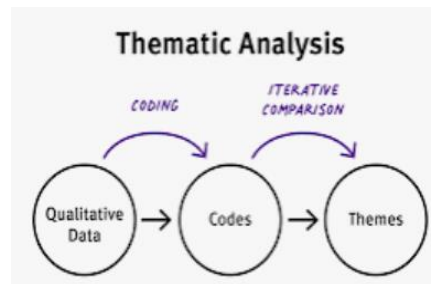 Thematic Analysis
CODING
ITERATIVE
COMPARISON
Qualitative
Data
Codes
Themes